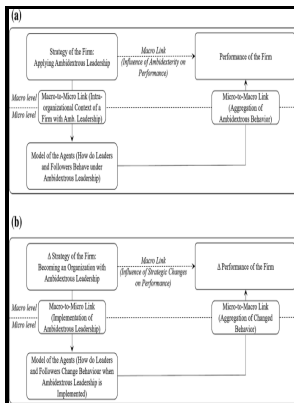 (a)
Strategy of the Firm:
Applying Ambidextrous Leadership
Macro Link
(Influence of Ambidexterity on
Performance)
Performance of the Firm
Macro level
Micro level
Macro-to-Micro Link (Intra-
organizational Context of a
Firm with Amb. Leadership)
Micro-to-Macro Link
(Aggregation of
Ambidextrous Behavior)
Model of the Agents (How do Leaders
and Followers Behave under
Ambidextrous Leadership)
(b)
Δ Strategy of the Firm:
Becoming an Organization with
Ambidextrous Leadership
Macro Link
(Influence of Strategic Changes
on Performance)
Δ Performance of the Firm
Macro level
Micro level
Macro-to-Micro Link
(Implementation of
Ambidextrous Leadership)
Micro-to-Macro Link
(Aggregation of Changed
Behavior)
Model of the Agents (How do Leaders
and Followers Change Behaviour when
Ambidextrous Leadership is
Implemented)